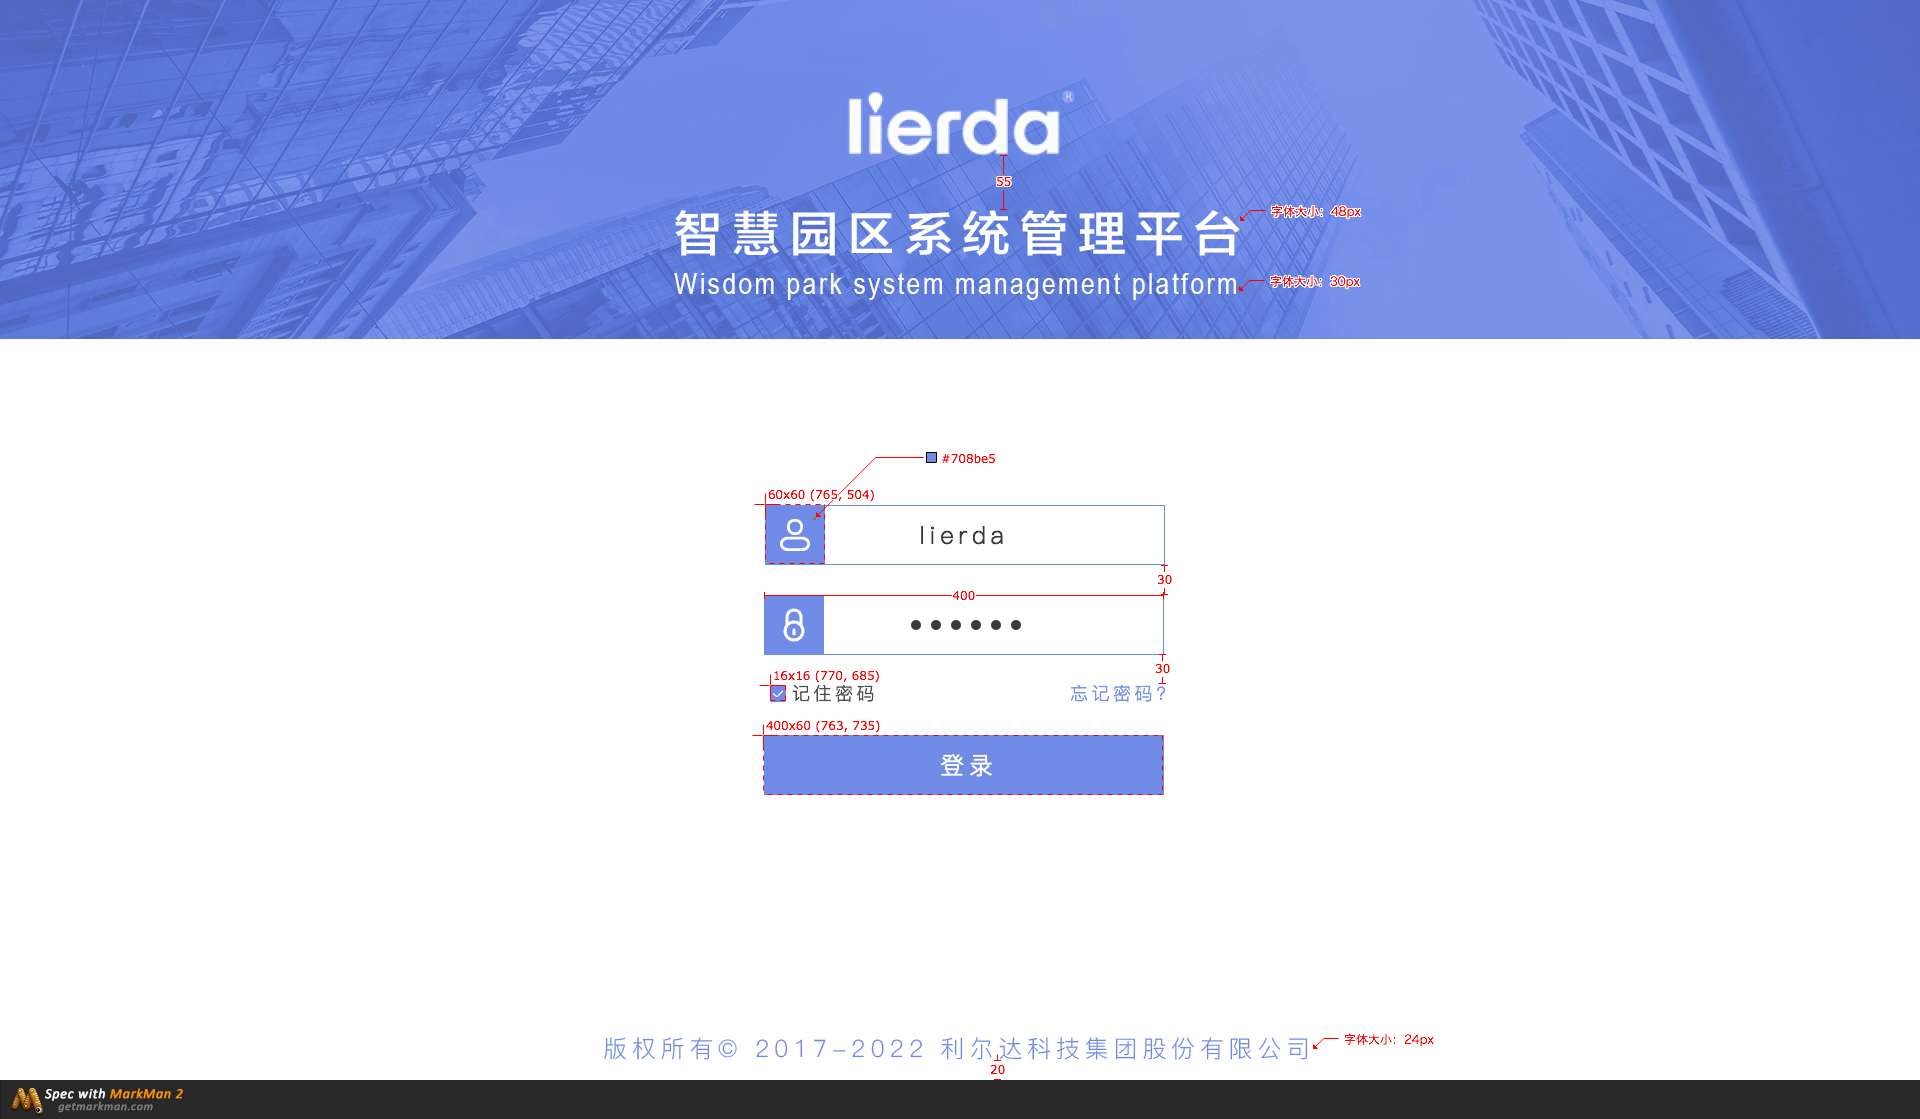 lierda®
55
智慧园区系统管理平台
字体大小: 48px
Wisdom park system management platform
字体大小: 30px
#708be5
60x60 (765, 504)
lierda
30
400
••••••
30
16x16 (770, 685)
记住密码
忘记密码?
400x60 (763, 735)
登录
版权所有© 2017-2022 利尔达科技集团股份有限公司
字体大小: 24px
20
Spec with MarkMan 2
getmarkman.com